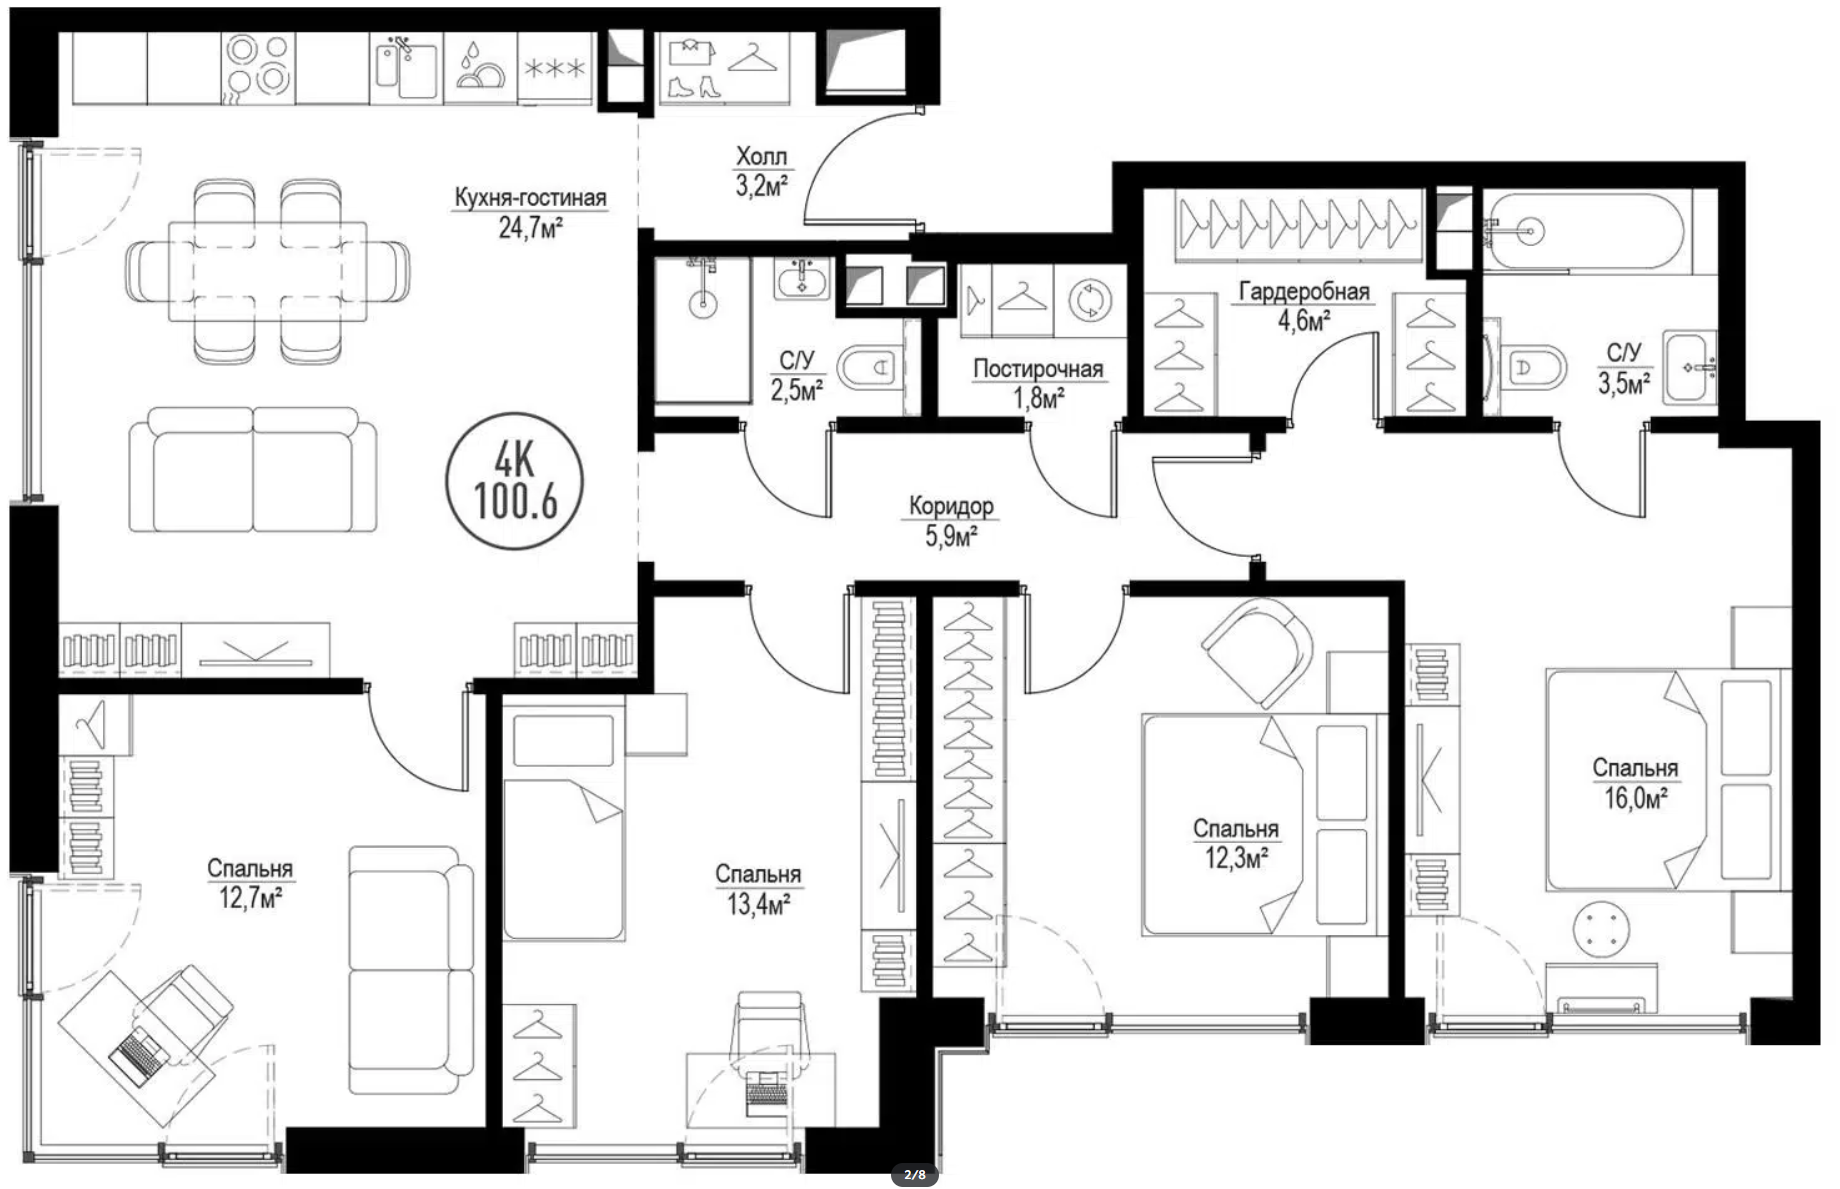 Холл
3,2м²
Кухня-гостиная
24,7м²
Гардеробная
4,6м²
С/У
2,5м²
Постирочная
1,8м²
С/У
3,5м²
4К
100.6
Коридор
5,9м²
Спальня
12,7м²
Спальня
13,4м²
Спальня
12,3м²
Спальня
16,0м²
2/8